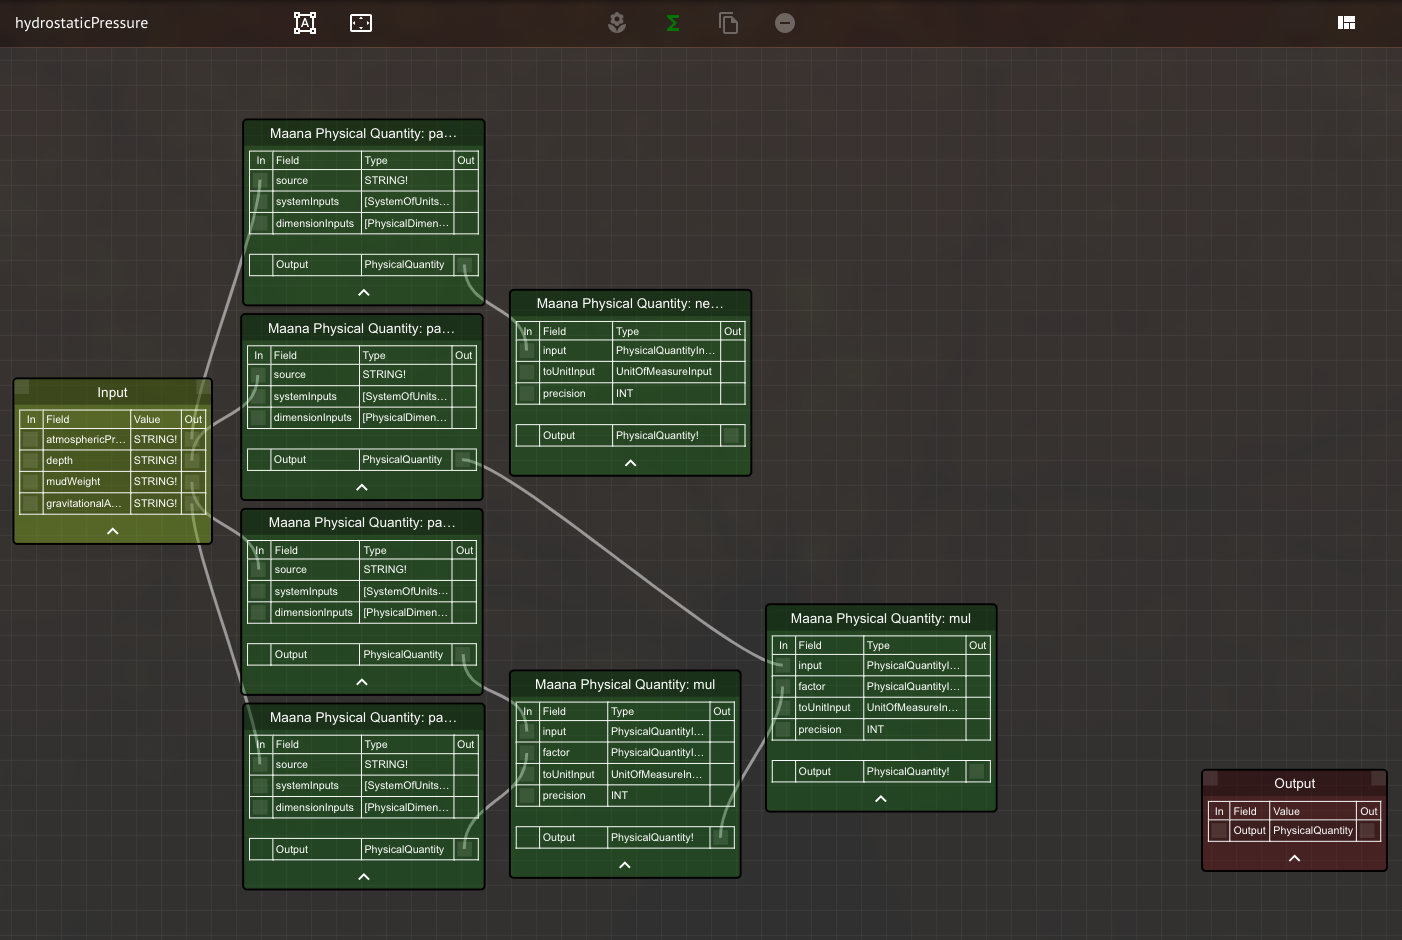 hydrostaticPressure
Maana Physical Quantity: pa…
In Field Type Out
source STRING!
systemInputs [SystemOfUnits…
dimensionInputs [PhysicalDimen…
Output PhysicalQuantity
Maana Physical Quantity: pa…
In Field Type Out
source STRING!
systemInputs [SystemOfUnits…
dimensionInputs [PhysicalDimen…
Output PhysicalQuantity
Maana Physical Quantity: ne…
In Field Type Out
input PhysicalQuantityIn…
toUnitInput UnitOfMeasureInput
precision INT
Output PhysicalQuantity!
Input
In Field Value Out
atmosphericPr… STRING!
depth STRING!
mudWeight STRING!
gravitationalA… STRING!
Maana Physical Quantity: pa…
In Field Type Out
source STRING!
systemInputs [SystemOfUnits…
dimensionInputs [PhysicalDimen…
Output PhysicalQuantity
Maana Physical Quantity: pa…
In Field Type Out
source STRING!
systemInputs [SystemOfUnits…
dimensionInputs [PhysicalDimen…
Output PhysicalQuantity
Maana Physical Quantity: mul
In Field Type Out
input PhysicalQuantityI…
factor PhysicalQuantityI…
toUnitInput UnitOfMeasureIn…
precision INT
Output PhysicalQuantity!
Maana Physical Quantity: mul
In Field Type Out
input PhysicalQuantityI…
factor PhysicalQuantityI…
toUnitInput UnitOfMeasureIn…
precision INT
Output PhysicalQuantity!
Output
In Field Value Out
Output PhysicalQuantity